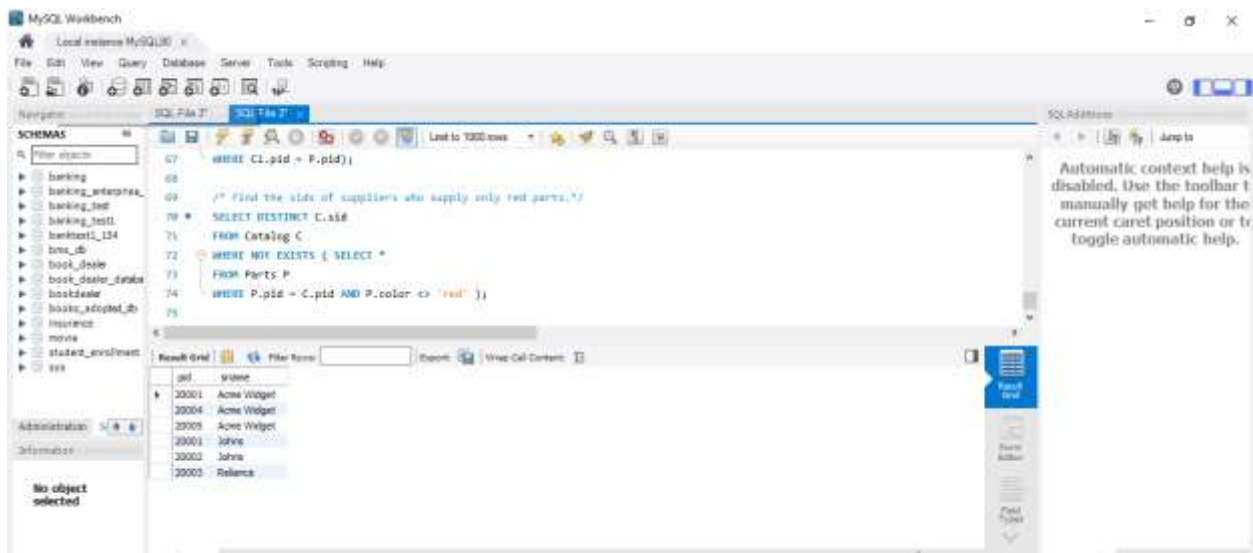 MySQL Workbench
Local instance MySQL80 ×
File Edit View Query Database Server Tools Scripting Help
Navigator
SQL File 3*
SCHEMAS
Filter objects
banking
banking_enterprise_
banking_test
banking_test1
banktest1_134
bms_db
book_dealer
book_dealer_databa
bookdealer
books_adopted_db
insurance
movie
student_enrollment
sys
Administration
Information
No object
selected
Limit to 1000 rows
67 WHERE C1.pid = P.pid);
68
69 /* Find the sids of suppliers who supply only red parts.*/
70 SELECT DISTINCT C.sid
71 FROM Catalog C
72 WHERE NOT EXISTS ( SELECT *
73 FROM Parts P
74 WHERE P.pid = C.pid AND P.color <> 'red' );
75
Result Grid Filter Rows: Export: Wrap Cell Content:
pid sname
20001 Acme Widget
20004 Acme Widget
20005 Acme Widget
20001 Johns
20002 Johns
20003 Reliance
Result
Grid
Form
Editor
Field
Types
SQL Additions
Jump to
Automatic context help is
disabled. Use the toolbar t
manually get help for the
current caret position or to
toggle automatic help.